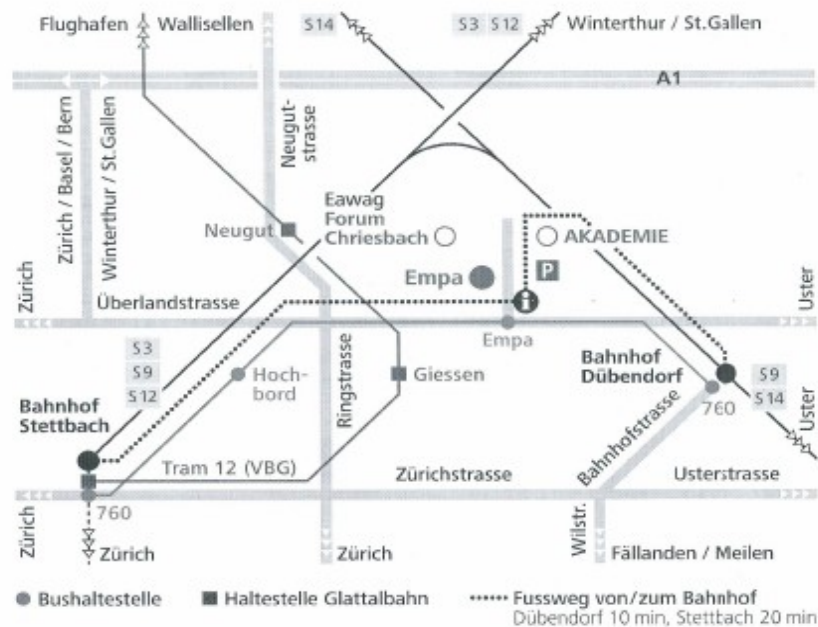 Flughafen
Wallisellen
S14
S3 S12
Winterthur / St.Gallen
A1
Zürich / Basel / Bern
Winterthur / St.Gallen
Neugut-
strasse
Eawag
Forum
Chriesbach
AKADEMIE
Neugut
P
Empa
i
Zürich
Überlandstrasse
Uster
Empa
S3
S9
S12
Hoch-
bord
Ringstrasse
Giessen
Bahnhof
Dübendorf
S9
S14
Bahnhof
Stettbach
760
Bahnhofstrasse
Uster
Tram 12 (VBG)
Zürichstrasse
Usterstrasse
760
Zürich
Zürich
Zürich
Wilstr.
Fällanden / Meilen
Bushaltestelle
Haltestelle Glattalbahn
Fussweg von/zum Bahnhof
Dübendorf 10 min, Stettbach 20 min